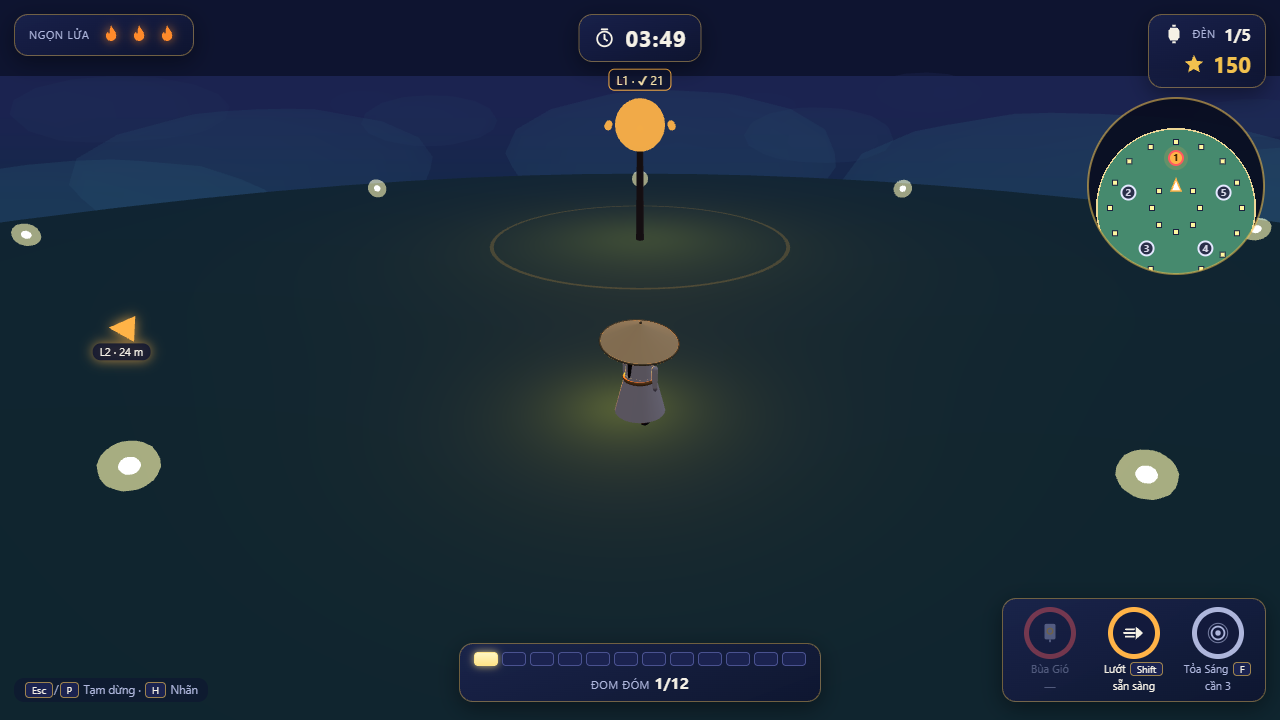 NGỌN LỬA
03:49
ĐÈN 1/5
150
L1 · ✓ 21
1
2
5
3
4
L2 · 24 m
ĐOM ĐÓM 1/12
Bùa Gió
—
Lướt Shift
sẵn sàng
Tỏa Sáng F
cần 3
Esc / P Tạm dừng · H Nhãn